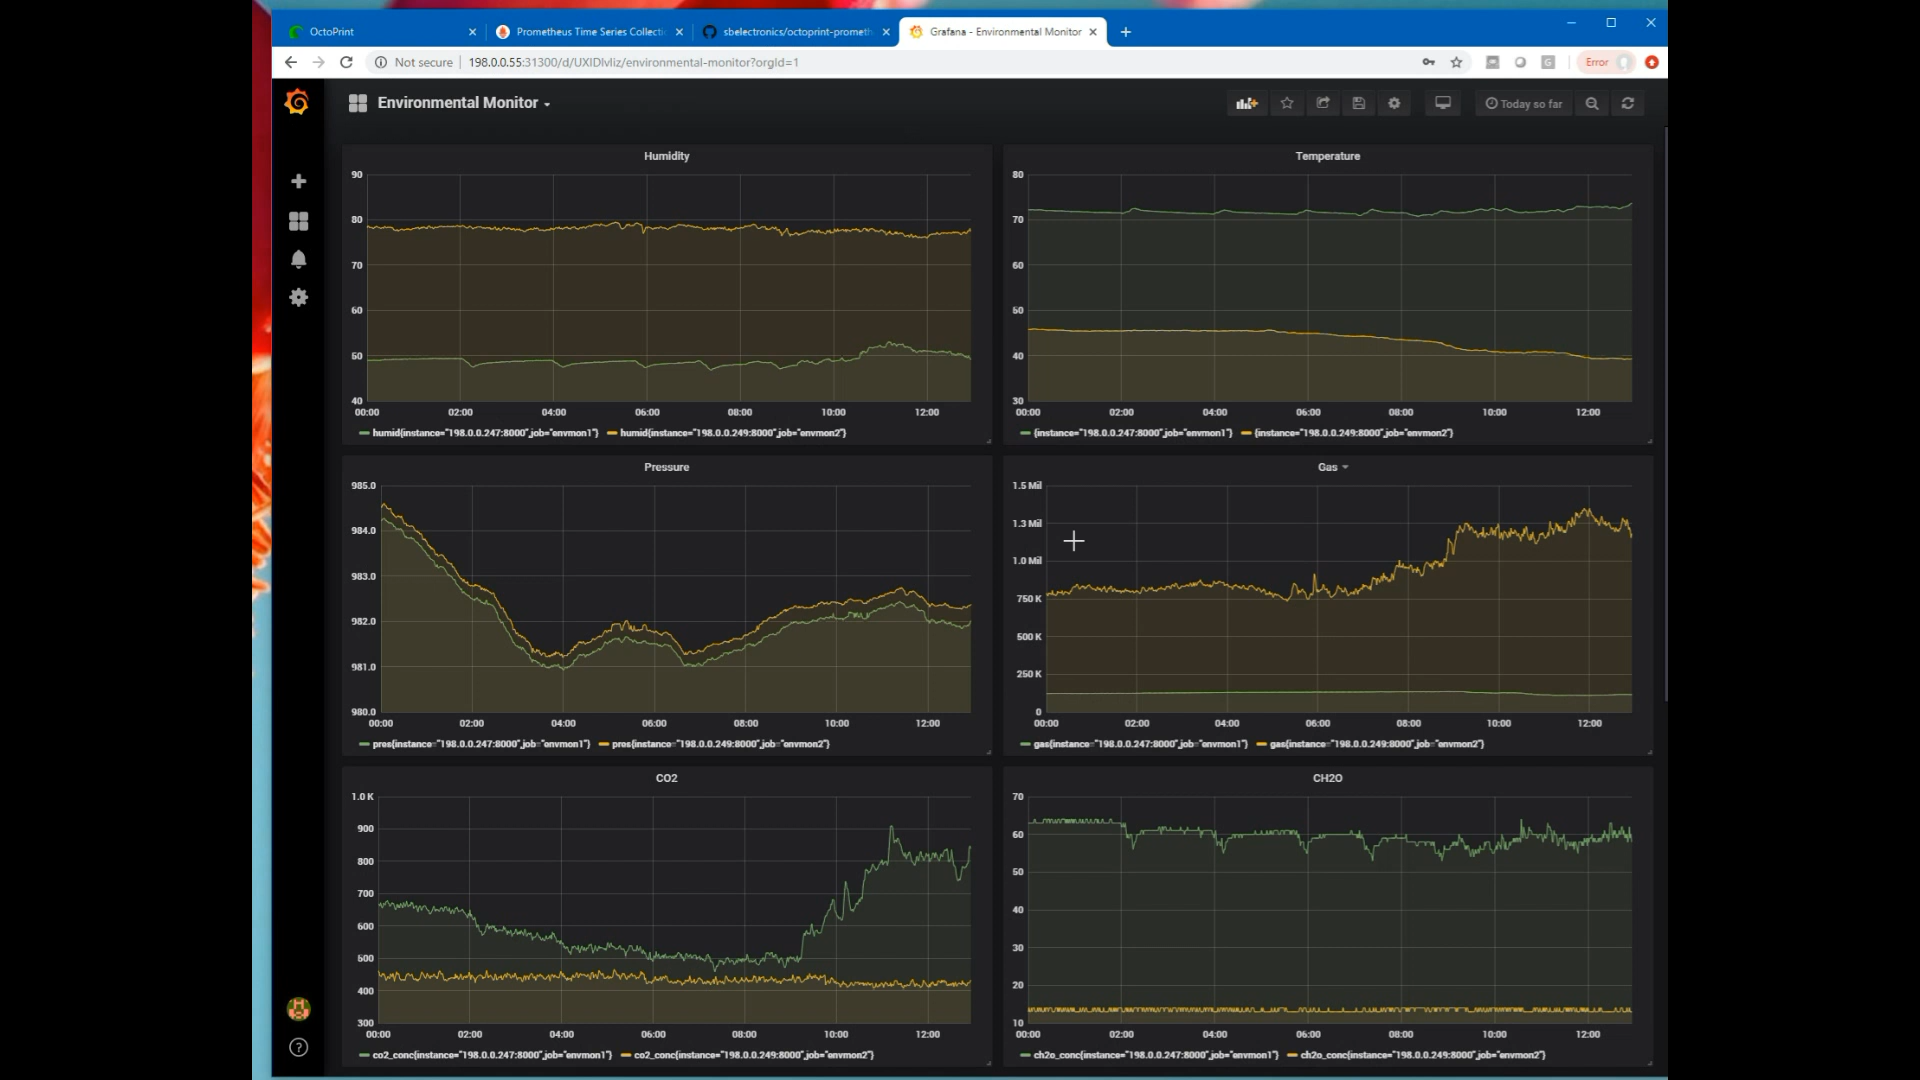 OctoPrint
Prometheus Time Series Collecti
sbelectronics/octoprint-prometh
Grafana - Environmental Monitor
Not secure
198.0.0.55:31300/d/UXIDlvliz/environmental-monitor?orgId=1
Error
Environmental Monitor
Today so far
Humidity
90
80
70
60
50
40
00:00 02:00 04:00 06:00 08:00 10:00 12:00
humid{instance="198.0.0.247:8000",job="envmon1"} humid{instance="198.0.0.249:8000",job="envmon2"}
Temperature
80
70
60
50
40
30
00:00 02:00 04:00 06:00 08:00 10:00 12:00
{instance="198.0.0.247:8000",job="envmon1"} {instance="198.0.0.249:8000",job="envmon2"}
Pressure
985.0
984.0
983.0
982.0
981.0
980.0
00:00 02:00 04:00 06:00 08:00 10:00 12:00
pres{instance="198.0.0.247:8000",job="envmon1"} pres{instance="198.0.0.249:8000",job="envmon2"}
Gas
1.5 Mil
1.3 Mil
1.0 Mil
750 K
500 K
250 K
0
00:00 02:00 04:00 06:00 08:00 10:00 12:00
gas{instance="198.0.0.247:8000",job="envmon1"} gas{instance="198.0.0.249:8000",job="envmon2"}
CO2
1.0 K
900
800
700
600
500
400
300
00:00 02:00 04:00 06:00 08:00 10:00 12:00
co2_conc{instance="198.0.0.247:8000",job="envmon1"} co2_conc{instance="198.0.0.249:8000",job="envmon2"}
CH2O
70
60
50
40
30
20
10
00:00 02:00 04:00 06:00 08:00 10:00 12:00
ch2o_conc{instance="198.0.0.247:8000",job="envmon1"} ch2o_conc{instance="198.0.0.249:8000",job="envmon2"}